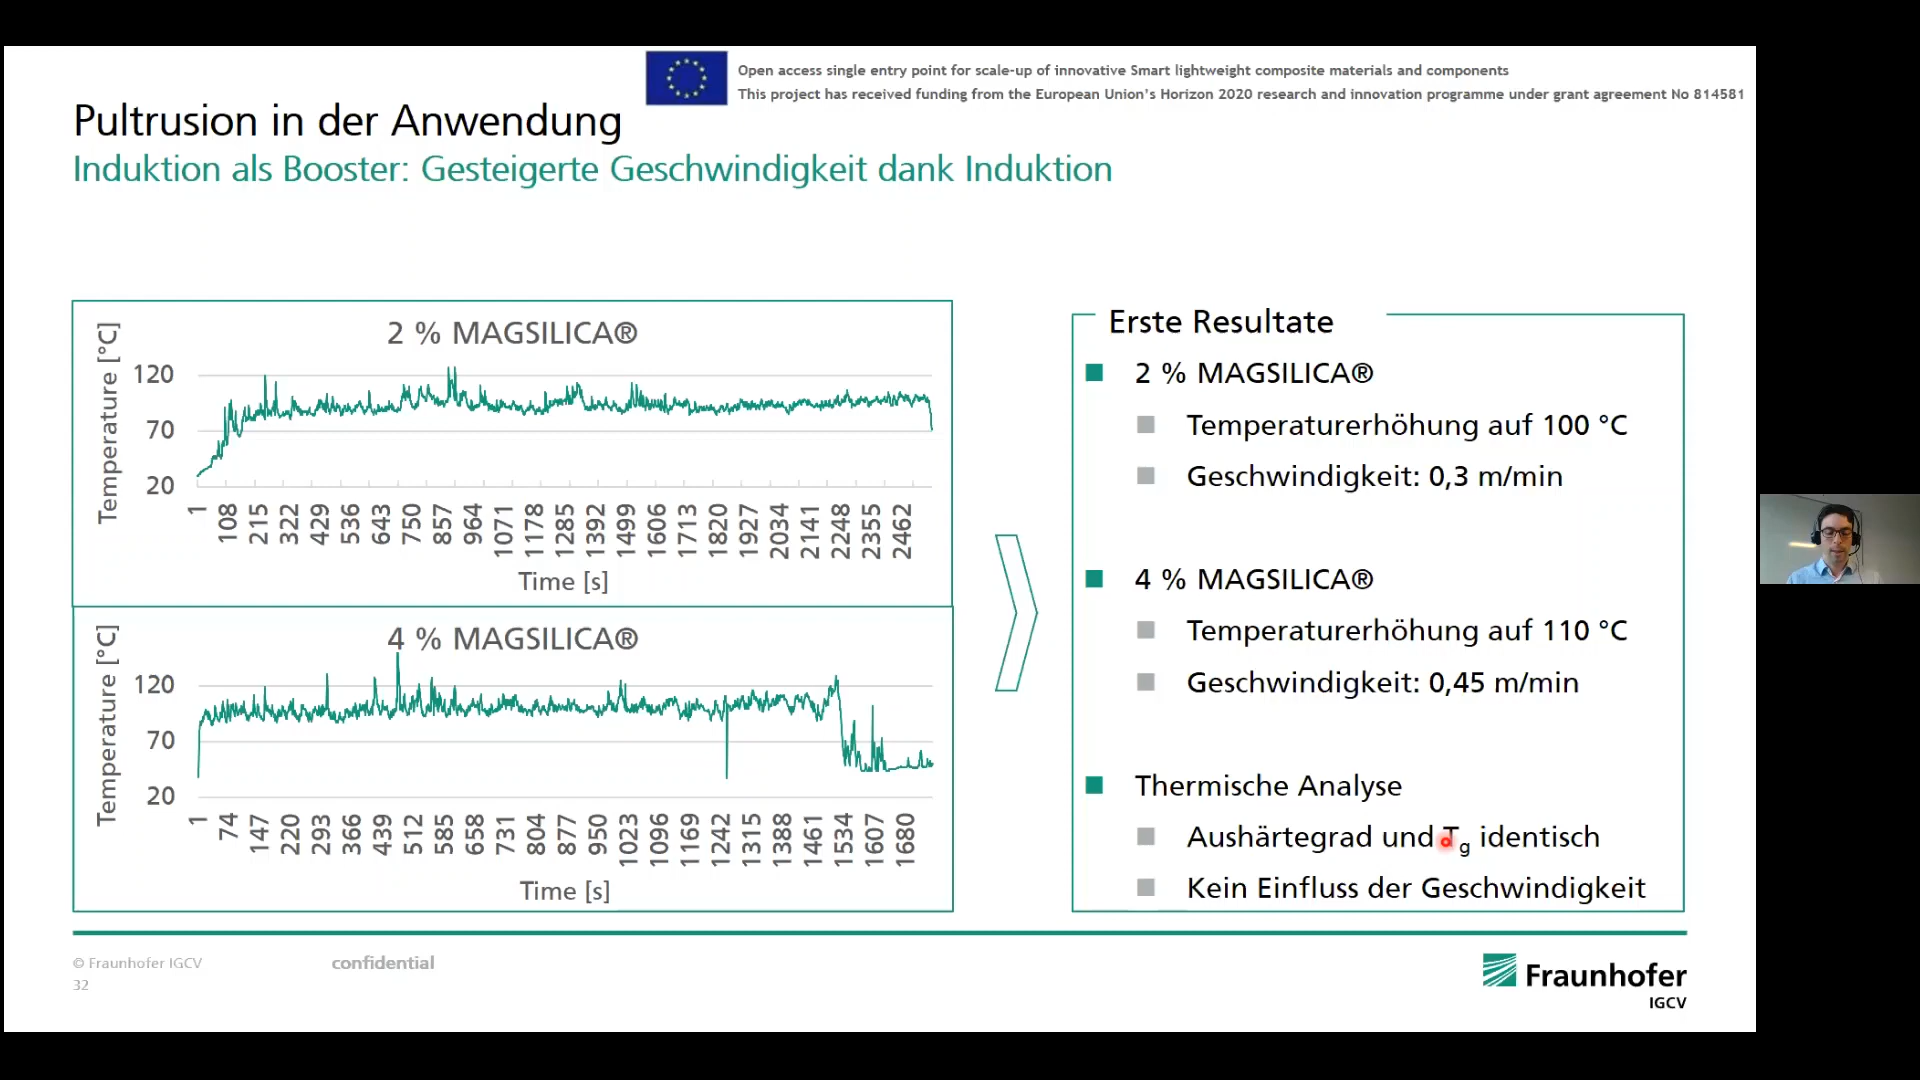 Open access single entry point for scale-up of innovative Smart lightweight composite materials and components
This project has received funding from the European Union's Horizon 2020 research and innovation programme under grant agreement No 814581
Pultrusion in der Anwendung
Induktion als Booster: Gesteigerte Geschwindigkeit dank Induktion
2 % MAGSILICA®
Temperature [°C]
120
70
20
1 108 215 322 429 536 643 750 857 964 1071 1178 1285 1392 1499 1606 1713 1820 1927 2034 2141 2248 2355 2462
Time [s]
4 % MAGSILICA®
Temperature [°C]
120
70
20
1 74 147 220 293 366 439 512 585 658 731 804 877 950 1023 1096 1169 1242 1315 1388 1461 1534 1607 1680
Time [s]
Erste Resultate
2 % MAGSILICA®
Temperaturerhöhung auf 100 °C
Geschwindigkeit: 0,3 m/min
4 % MAGSILICA®
Temperaturerhöhung auf 110 °C
Geschwindigkeit: 0,45 m/min
Thermische Analyse
Aushärtegrad und Tg identisch
Kein Einfluss der Geschwindigkeit
© Fraunhofer IGCV
confidential
32
Fraunhofer
IGCV